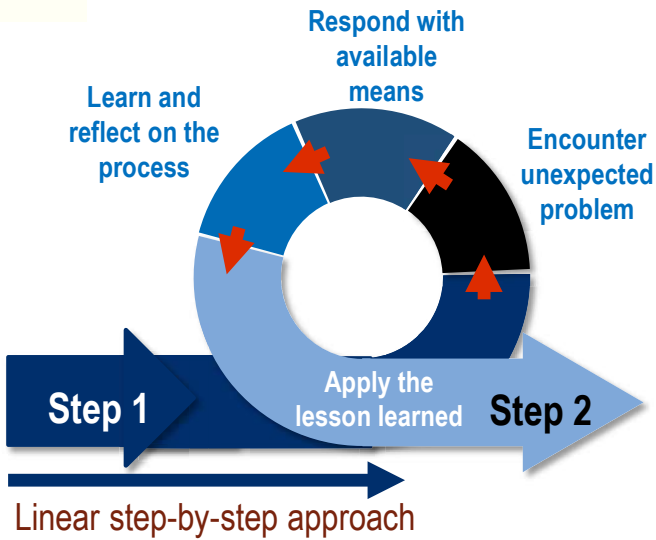 Respond with
available
means
Learn and
reflect on the
process
Encounter
unexpected
problem
Step 1
Apply the
lesson learned
Step 2
Linear step-by-step approach